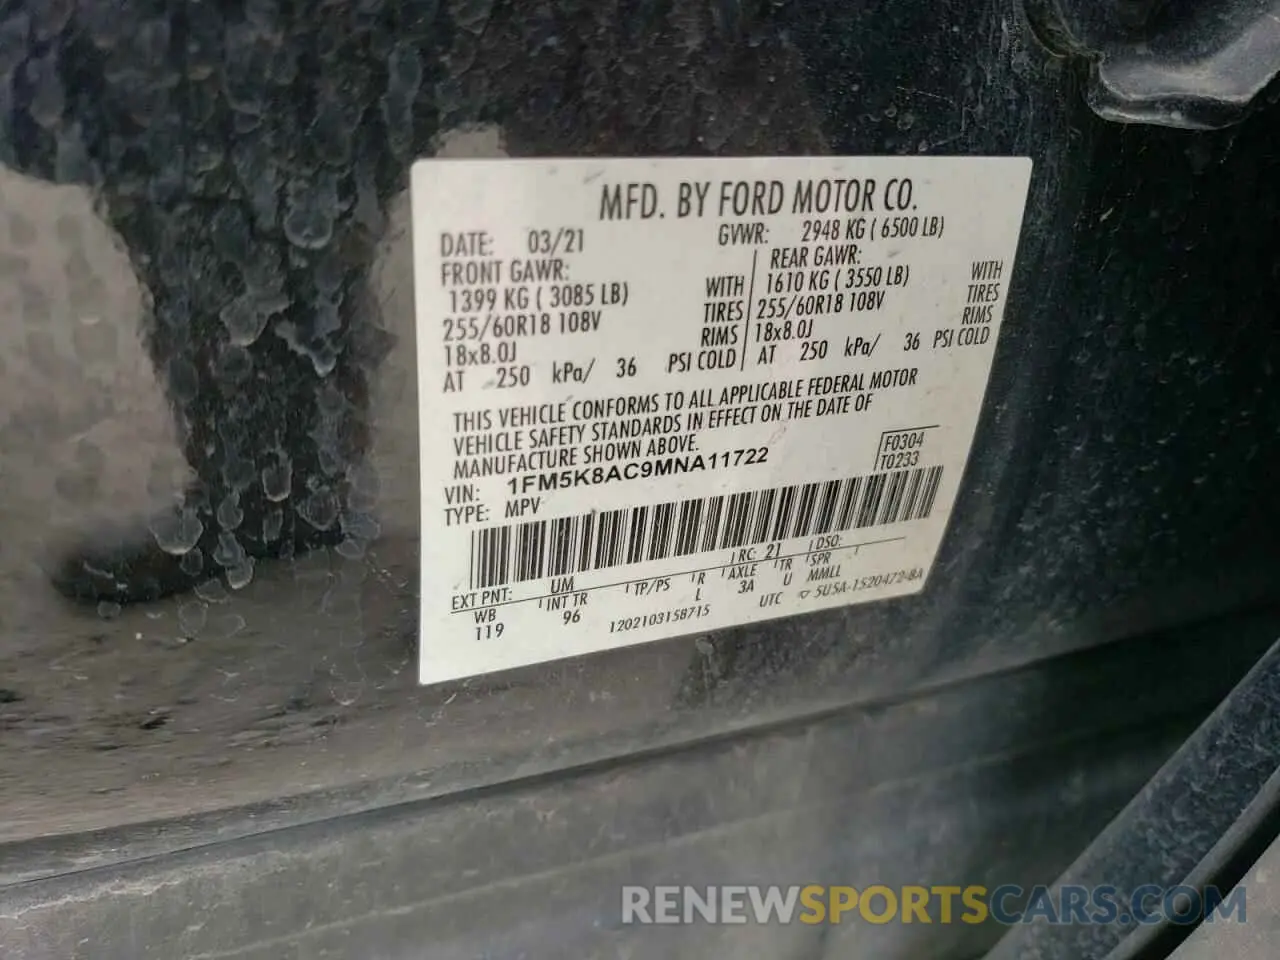 MFD. BY FORD MOTOR CO.
DATE: 03/21 GVWR: 2948 KG ( 6500 LB)
FRONT GAWR: REAR GAWR:
1399 KG ( 3085 LB) WITH 1610 KG ( 3550 LB) WITH
255/60R18 108V TIRES 255/60R18 108V TIRES
18x8.0J RIMS 18x8.0J RIMS
AT 250 kPa/ 36 PSI COLD AT 250 kPa/ 36 PSI COLD
THIS VEHICLE CONFORMS TO ALL APPLICABLE FEDERAL MOTOR
VEHICLE SAFETY STANDARDS IN EFFECT ON THE DATE OF
MANUFACTURE SHOWN ABOVE.
VIN: 1FM5K8AC9MNA11722 F0304
TYPE: MPV T0233
EXT PNT: UM RC: 21 DSO:
WB INT TR TP/PS R AXLE TR SPR
119 96 L 3A U MMLL
1202103158715 UTC 5U5A-1520472-BA
RENEWSPORTSCARS.COM